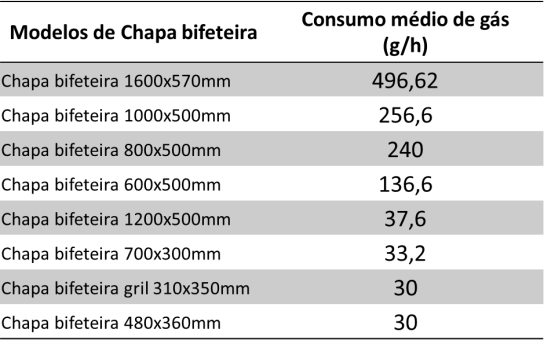 Modelos de Chapa bifeteira Consumo médio de gás
(g/h)
Chapa bifeteira 1600x570mm 496,62
Chapa bifeteira 1000x500mm 256,6
Chapa bifeteira 800x500mm 240
Chapa bifeteira 600x500mm 136,6
Chapa bifeteira 1200x500mm 37,6
Chapa bifeteira 700x300mm 33,2
Chapa bifeteira gril 310x350mm 30
Chapa bifeteira 480x360mm 30